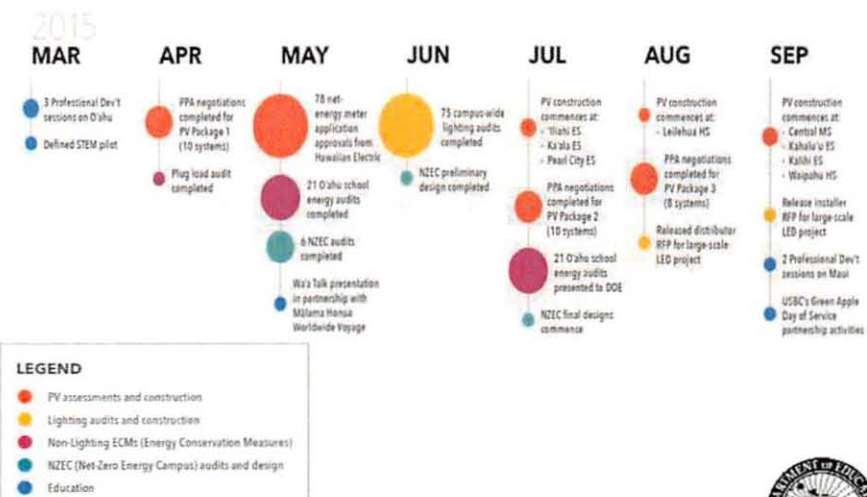 2015
MAR
3 Professional Dev't
sessions on O'ahu
Defined STEM pilot
APR
PPA negotiations
completed for
PV Package 1
(10 systems)
Plug load audit
completed
MAY
78 net-
energy meter
application
approvals from
Hawaiian Electric
21 O'ahu school
energy audits
completed
6 NZEC audits
completed
Wa'a Talk presentation
in partnership with
Mālama Honua
Worldwide Voyage
JUN
75 campus-wide
lighting audits
completed
NZEC preliminary
design completed
JUL
PV construction
commences at:
- 'Iliahi ES
- Ka'ala ES
- Pearl City ES
PPA negotiations
completed for
PV Package 2
(10 systems)
21 O'ahu school
energy audits
presented to DOE
NZEC final designs
commence
AUG
PV construction
commences at:
- Leilehua HS
PPA negotiations
completed for
PV Package 3
(8 systems)
Released distributor
RFP for large-scale
LED project
SEP
PV construction
commences at:
- Central MS
- Kahalu'u ES
- Kalihi ES
- Waipahu HS
Release installer
RFP for large-scale
LED project
2 Professional Dev't
sessions on Maui
USBC's Green Apple
Day of Service
partnership activities
LEGEND
PV assessments and construction
Lighting audits and construction
Non-Lighting ECMs (Energy Conservation Measures)
NZEC (Net-Zero Energy Campus) audits and design
Education